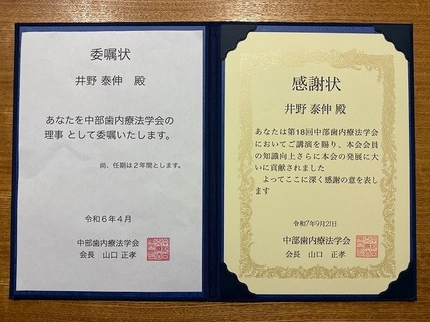 委嘱状
井野 泰伸 殿
あなたを中部歯内療法学会の
理事 として委嘱いたします。
尚、任期は2年間とします。
令和6年4月
中部歯内療法学会
会長 山口 正孝
感謝状
井野 泰伸 殿
あなたは第18回中部歯内療法学会
においてご講演を賜り、本会会員
の知識向上さらに本会の発展に大
いに貢献されました
よってここに深く感謝の意を表し
ます
令和7年9月21日
中部歯内療法学会
会長 山口 正孝